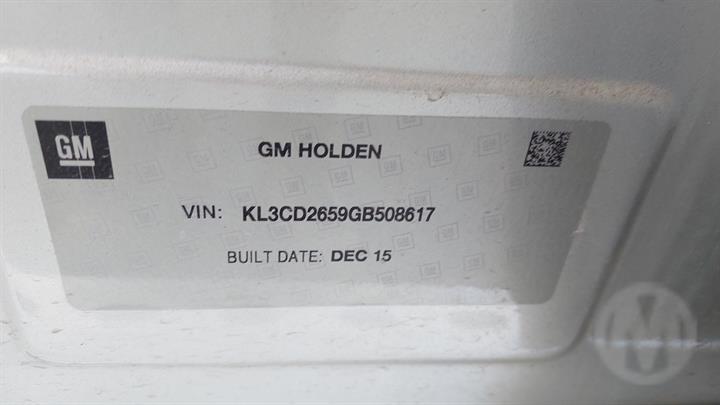 GM
GM HOLDEN
VIN: KL3CD2659GB508617
BUILT DATE: DEC 15
M